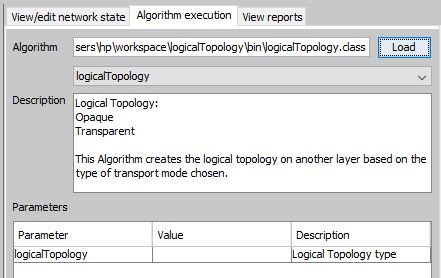 View/edit network state Algorithm execution View reports
Algorithm sers\hp\workspace\logicalTopology\bin\logicalTopology.class Load
logicalTopology
Description Logical Topology:
Opaque
Transparent
This Algorithm creates the logical topology on another layer based on the
type of transport mode chosen.
Parameters
Parameter Value Description
logicalTopology Logical Topology type